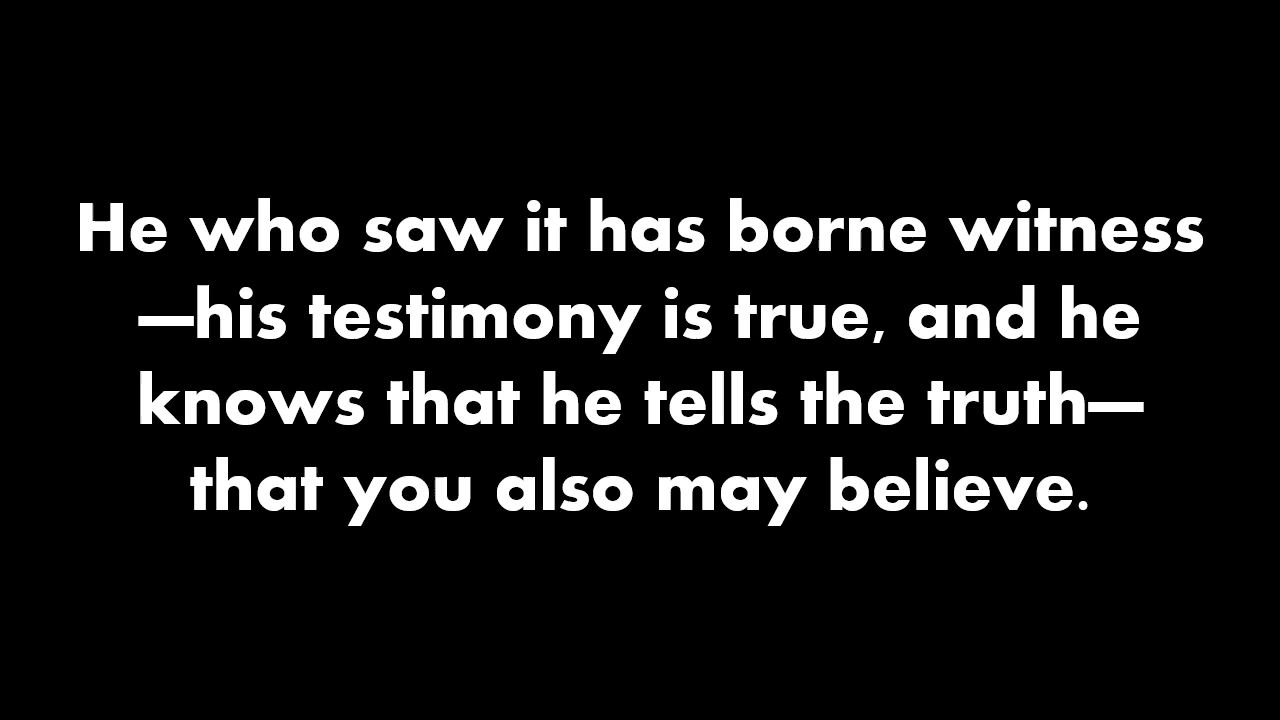 He who saw it has borne witness
—his testimony is true, and he
knows that he tells the truth—
that you also may believe.